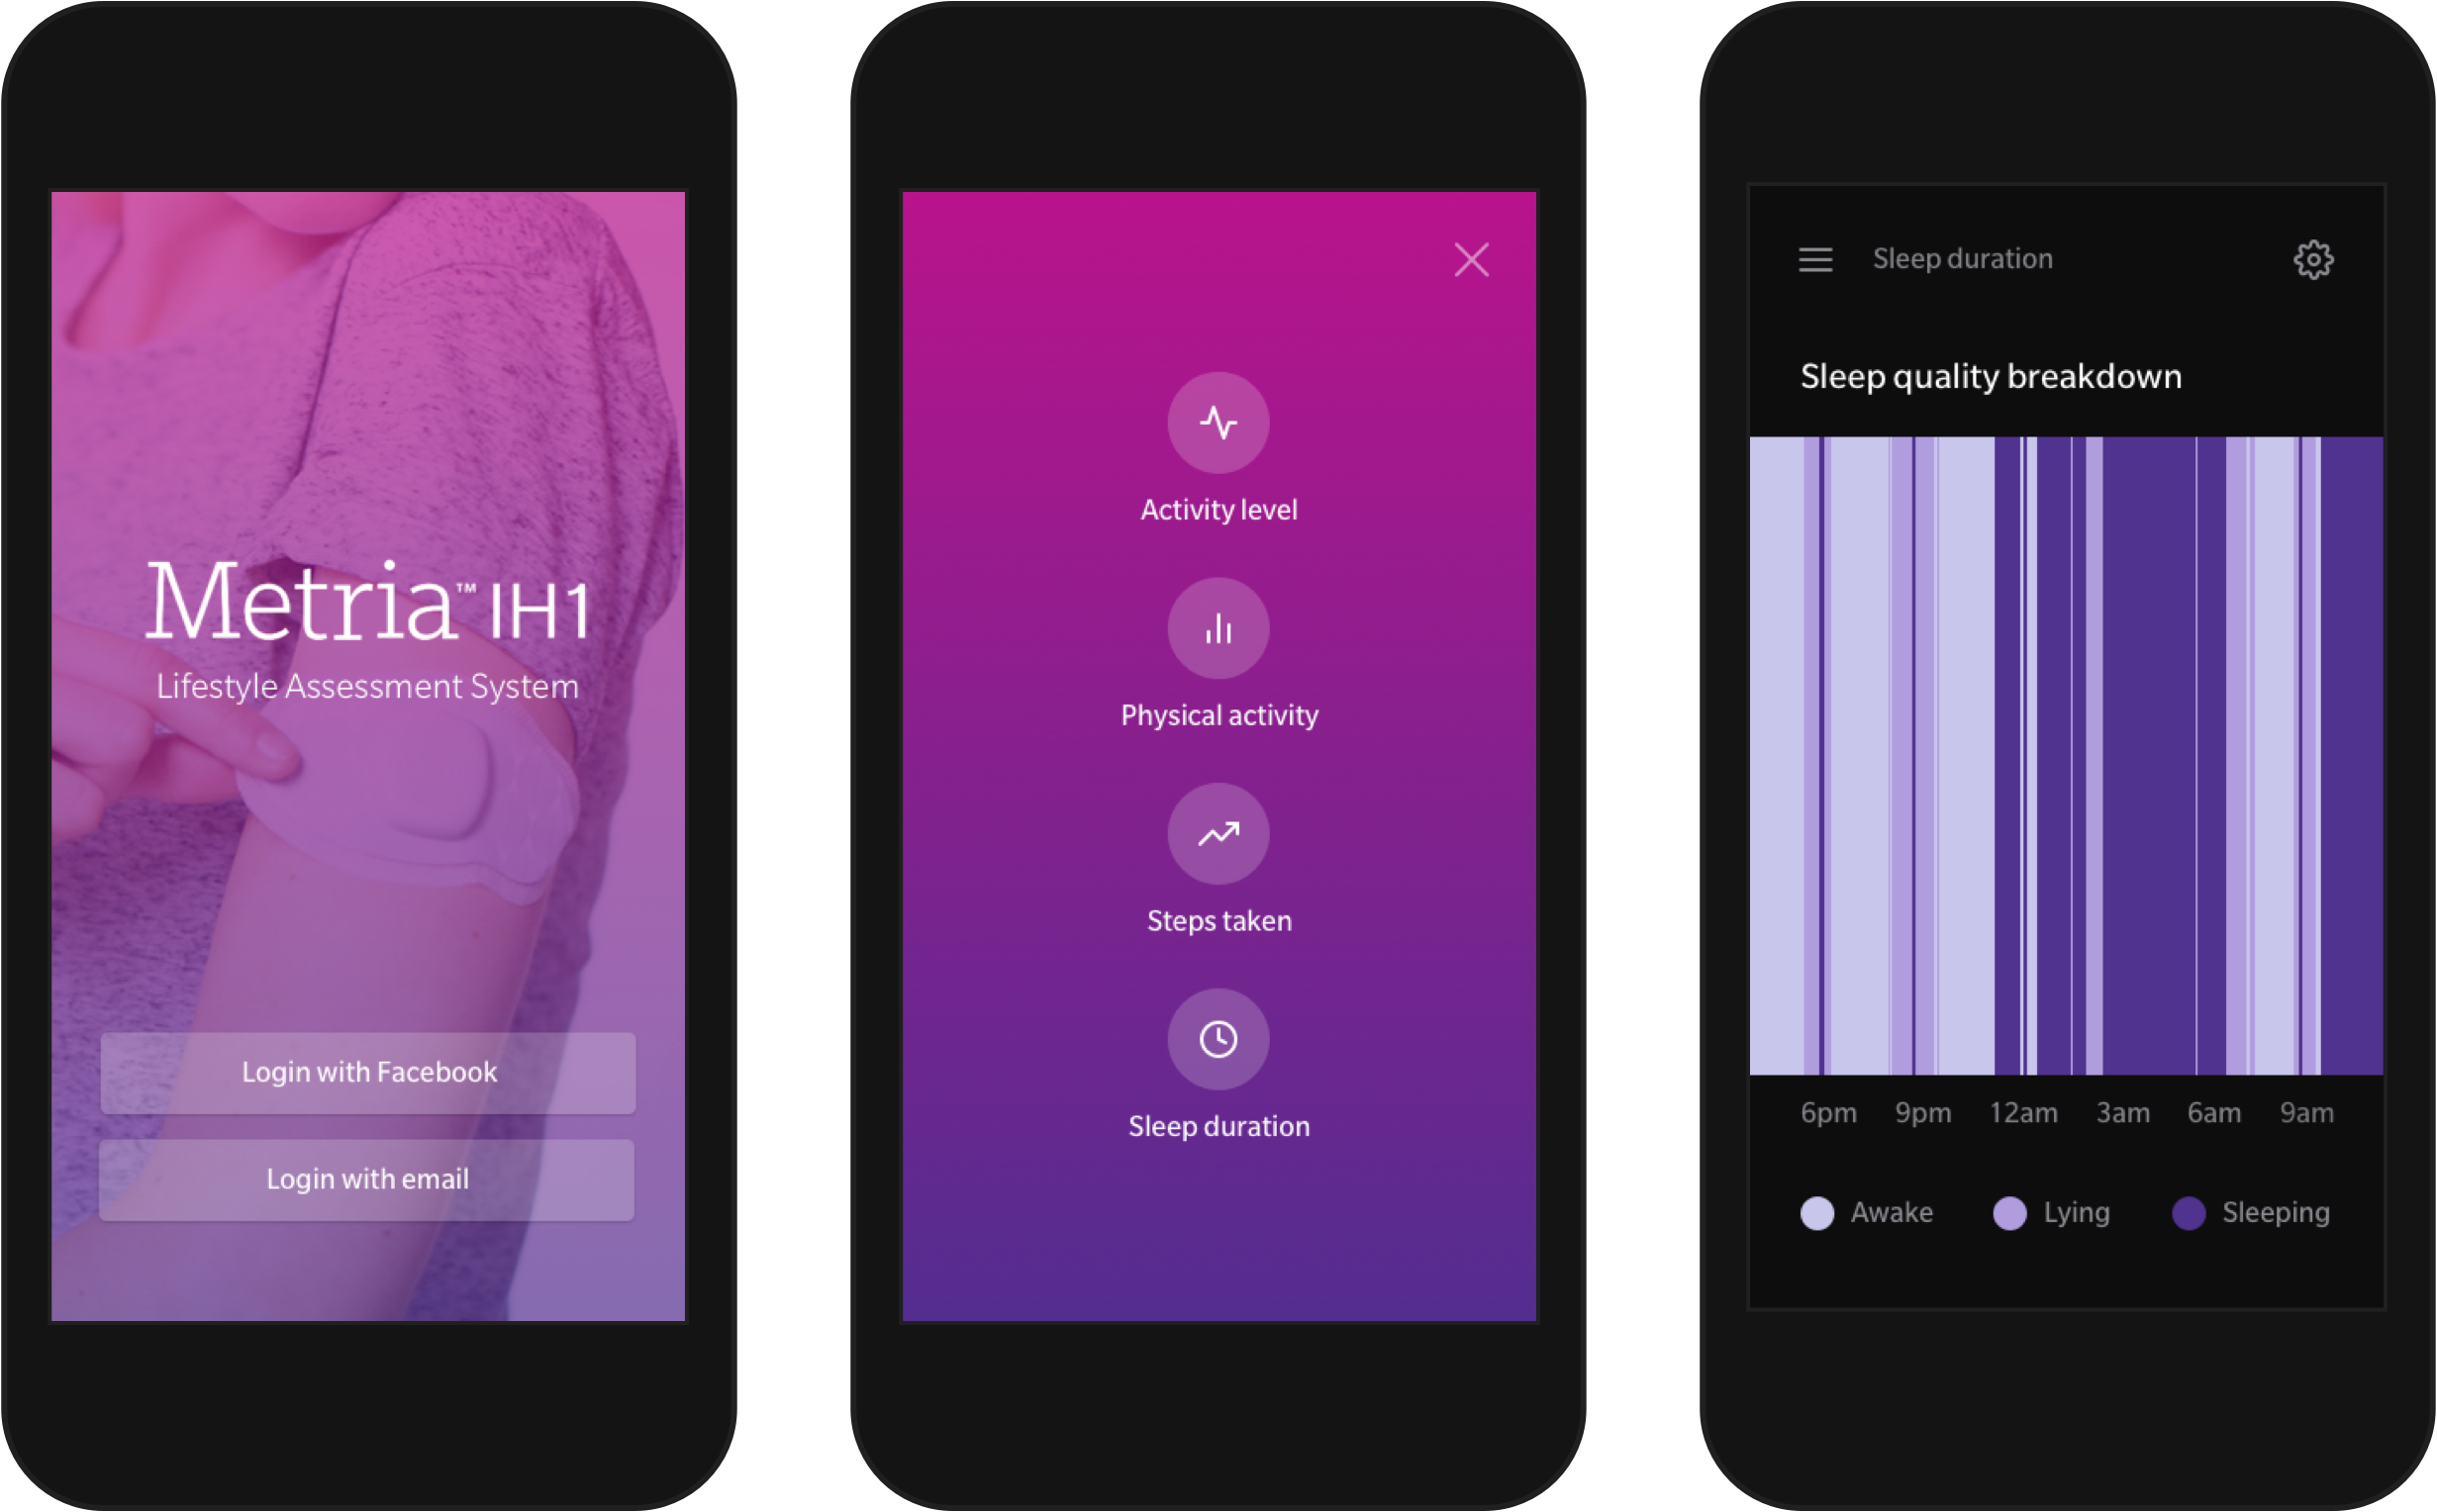 Metria™ IH1
Lifestyle Assessment System
Login with Facebook
Login with email
Activity level
Physical activity
Steps taken
Sleep duration
Sleep duration
Sleep quality breakdown
6pm 9pm 12am 3am 6am 9am
Awake Lying Sleeping